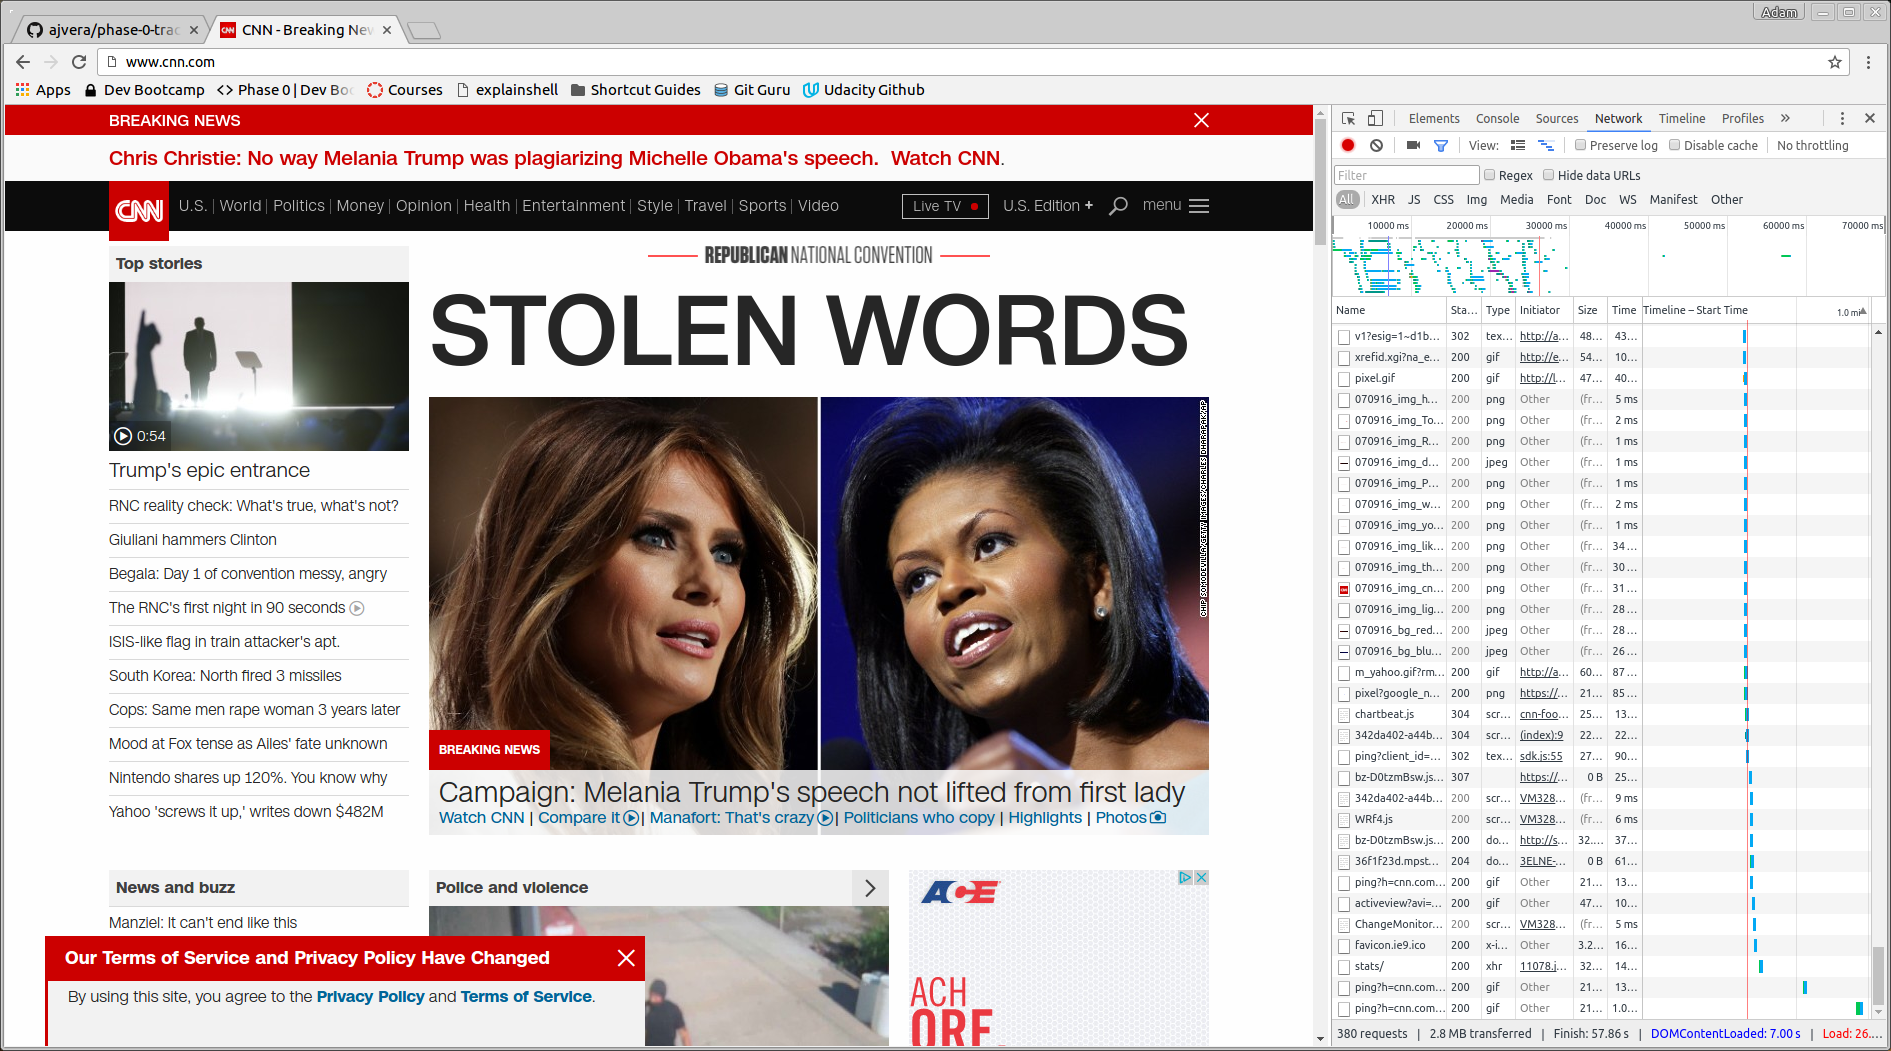 Adam
ajvera/phase-0-trac
CNN - Breaking New
www.cnn.com
Apps
Dev Bootcamp
<> Phase 0 | Dev Boo
Courses
explainshell
Shortcut Guides
Git Guru
Udacity Github
BREAKING NEWS
Chris Christie: No way Melania Trump was plagiarizing Michelle Obama's speech. Watch CNN.
CNN
U.S. | World | Politics | Money | Opinion | Health | Entertainment | Style | Travel | Sports | Video
Live TV
U.S. Edition +
menu
Top stories
0:54
Trump's epic entrance
RNC reality check: What's true, what's not?
Giuliani hammers Clinton
Begala: Day 1 of convention messy, angry
The RNC's first night in 90 seconds
ISIS-like flag in train attacker's apt.
South Korea: North fired 3 missiles
Cops: Same men rape woman 3 years later
Mood at Fox tense as Ailes' fate unknown
Nintendo shares up 120%. You know why
Yahoo 'screws it up,' writes down $482M
REPUBLICAN NATIONAL CONVENTION
STOLEN WORDS
CHIP SOMODEVILLA/GETTY IMAGES/CHARLES DHARAPAK/AP
BREAKING NEWS
Campaign: Melania Trump's speech not lifted from first lady
Watch CNN | Compare it | Manafort: That's crazy | Politicians who copy | Highlights | Photos
News and buzz
Manziel: It can't end like this
Police and violence
ACE
ACH
ORE
Our Terms of Service and Privacy Policy Have Changed
By using this site, you agree to the Privacy Policy and Terms of Service.
Elements Console Sources Network Timeline Profiles »
View: Preserve log Disable cache No throttling
Filter Regex Hide data URLs
All XHR JS CSS Img Media Font Doc WS Manifest Other
10000 ms 20000 ms 30000 ms 40000 ms 50000 ms 60000 ms 70000 ms
Name Sta... Type Initiator Size Time Timeline – Start Time 1.0 mi
v1?esig=1~d1b... 302 tex... http://a... 48... 43...
xrefid.xgi?na_e... 200 gif http://e... 54... 10...
pixel.gif 200 gif http://l... 47... 40...
070916_img_h... 200 png Other (fr... 5 ms
070916_img_To... 200 png Other (fr... 2 ms
070916_img_R... 200 png Other (fr... 1 ms
070916_img_d... 200 jpeg Other (fr... 1 ms
070916_img_P... 200 png Other (fr... 1 ms
070916_img_w... 200 png Other (fr... 2 ms
070916_img_yo... 200 png Other (fr... 1 ms
070916_img_lik... 200 png Other (fr... 34 ...
070916_img_th... 200 png Other (fr... 30 ...
070916_img_cn... 200 png Other (fr... 31 ...
070916_img_lig... 200 png Other (fr... 28 ...
070916_bg_red... 200 jpeg Other (fr... 28 ...
070916_bg_blu... 200 jpeg Other (fr... 26 ...
m_yahoo.gif?rm... 200 gif http://a... 60... 87...
pixel?google_n... 200 png https://... 21... 85...
chartbeat.js 304 scr... cnn-foo... 25... 13...
342da402-a44b... 304 scr... (index):9 22... 22...
ping?client_id=... 302 tex... sdk.js:55 27... 90...
bz-D0tzmBsw.js... 307 https://... 0 B 25...
342da402-a44b... 200 scr... VM328... (fr... 9 ms
WRf4.js 200 scr... VM328... (fr... 6 ms
bz-D0tzmBsw.js... 200 do... http://s... 32.... 37...
36f1f23d.mpst... 204 do... 3ELNE-... 0 B 61...
ping?h=cnn.com... 200 gif Other 21... 13...
activeview?avi=... 200 gif Other 47... 10...
ChangeMonitor... 200 scr... VM328... (fr... 5 ms
favicon.ie9.ico 200 x-i... Other 3.2... 16...
stats/ 200 xhr 11078.j... 32... 14...
ping?h=cnn.com... 200 gif Other 21... 13...
ping?h=cnn.com... 200 gif Other 21... 1.0...
380 requests | 2.8 MB transferred | Finish: 57.86 s | DOMContentLoaded: 7.00 s | Load: 26....